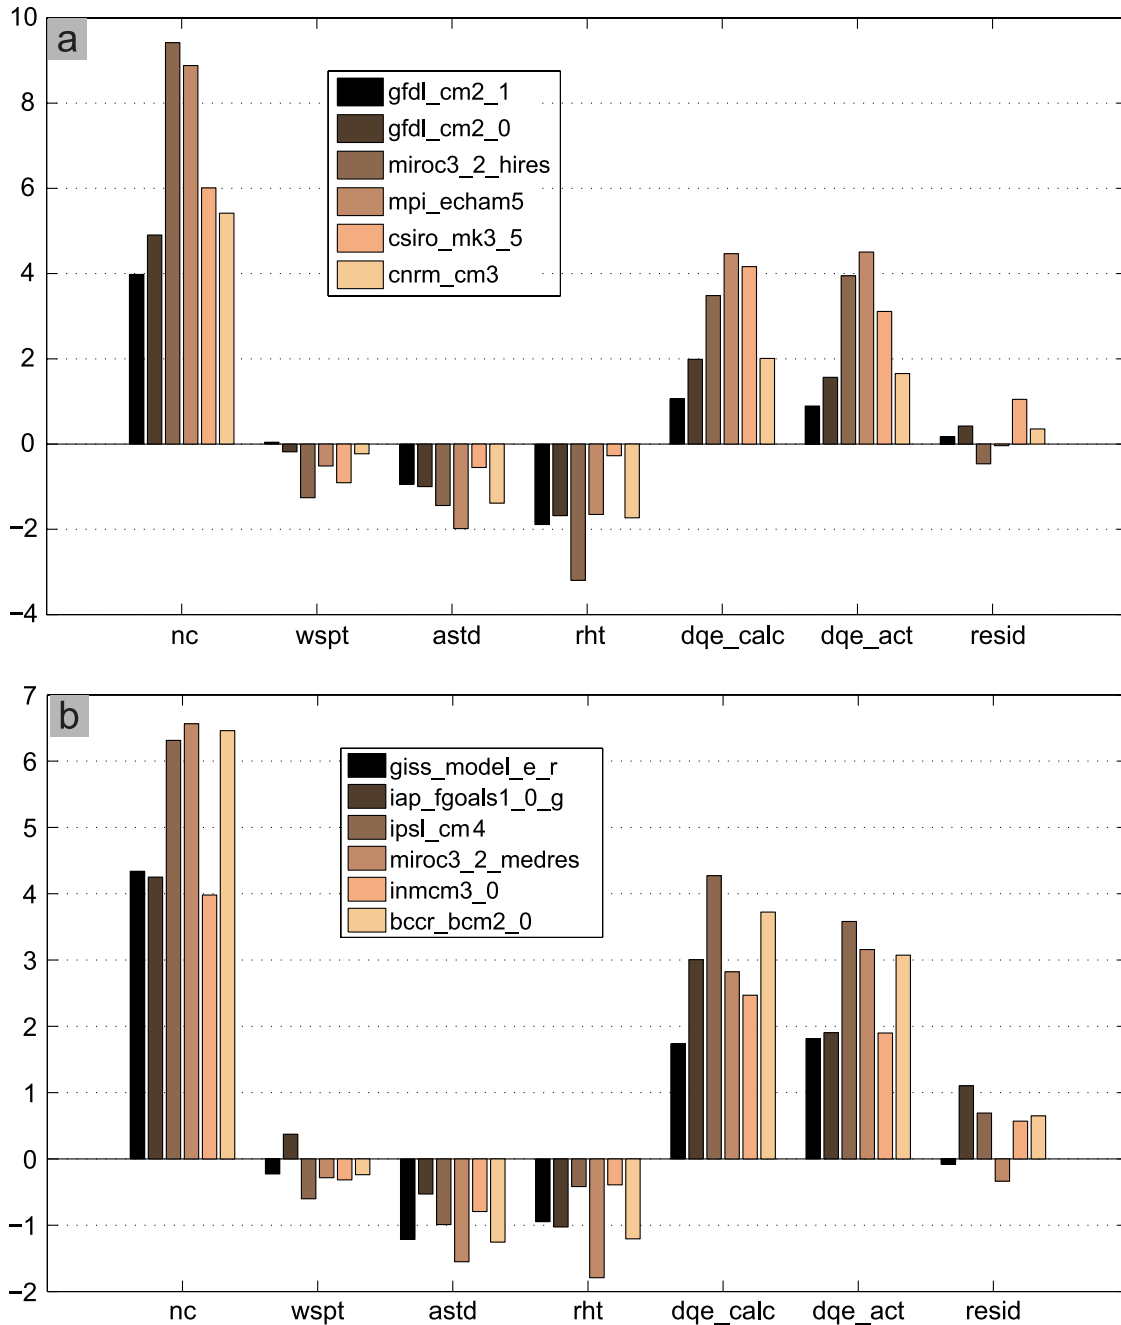 a
10
8
6
4
2
0
−2
−4
gfdl_cm2_1
gfdl_cm2_0
miroc3_2_hires
mpi_echam5
csiro_mk3_5
cnrm_cm3
nc wspt astd rht dqe_calc dqe_act resid
b
7
6
5
4
3
2
1
0
−1
−2
giss_model_e_r
iap_fgoals1_0_g
ipsl_cm4
miroc3_2_medres
inmcm3_0
bccr_bcm2_0
nc wspt astd rht dqe_calc dqe_act resid